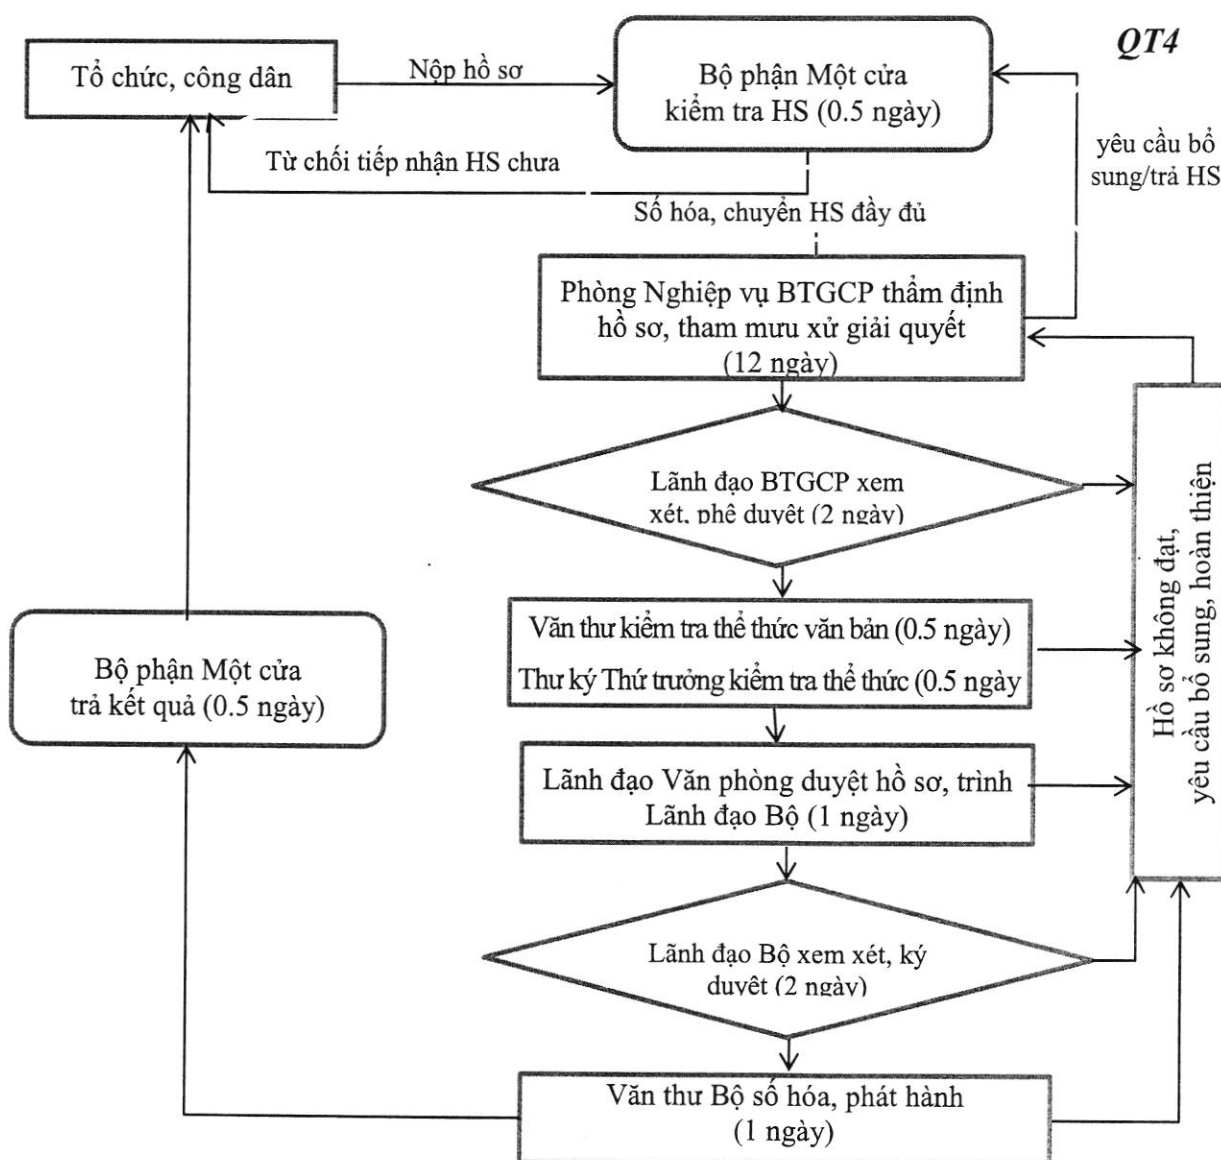 QT4
Tổ chức, công dân
Nộp hồ sơ
Bộ phận Một cửa
kiểm tra HS (0.5 ngày)
Từ chối tiếp nhận HS chưa
yêu cầu bổ
sung/trả HS
Số hóa, chuyển HS đầy đủ
Phòng Nghiệp vụ BTGCP thẩm định
hồ sơ, tham mưu xử giải quyết
(12 ngày)
Lãnh đạo BTGCP xem
xét, phê duyệt (2 ngày)
Văn thư kiểm tra thể thức văn bản (0.5 ngày)
Thư ký Thứ trưởng kiểm tra thể thức (0.5 ngày
Hồ sơ không đạt,
yêu cầu bổ sung, hoàn thiện
Bộ phận Một cửa
trả kết quả (0.5 ngày)
Lãnh đạo Văn phòng duyệt hồ sơ, trình
Lãnh đạo Bộ (1 ngày)
Lãnh đạo Bộ xem xét, ký
duyệt (2 ngày)
Văn thư Bộ số hóa, phát hành
(1 ngày)